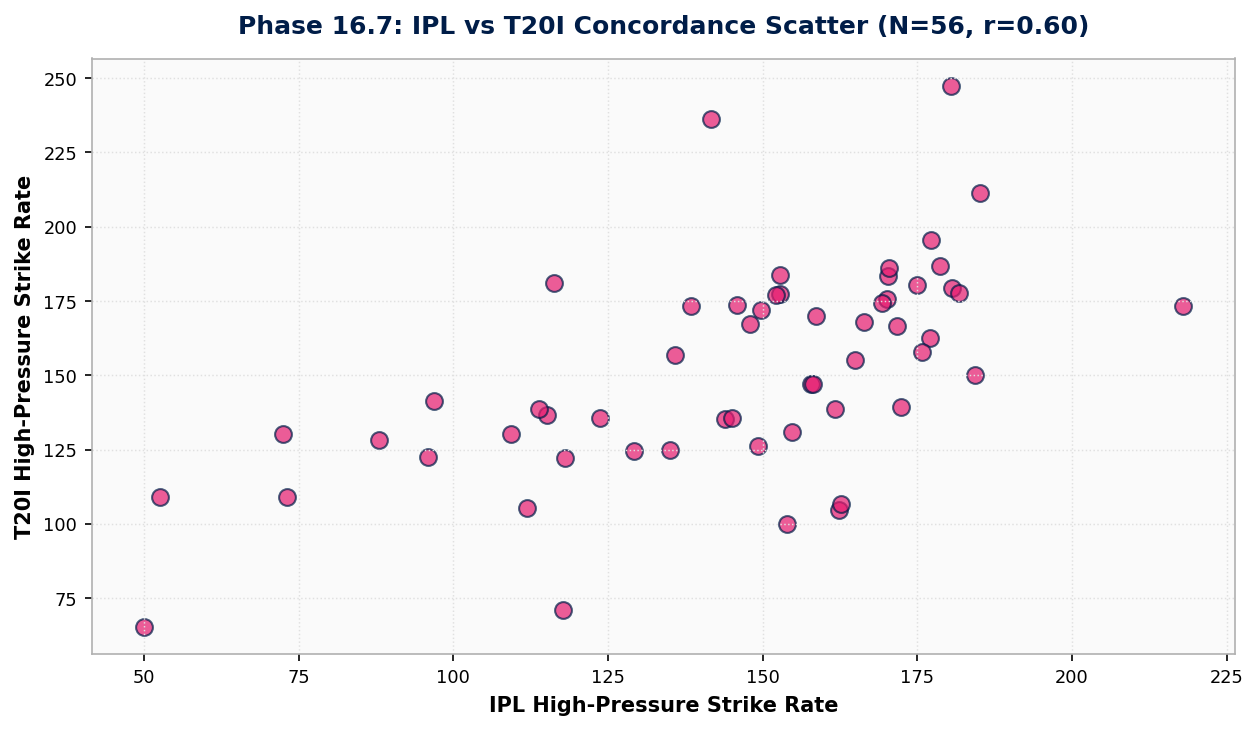 Phase 16.7: IPL vs T20I Concordance Scatter (N=56, r=0.60)
T20I High-Pressure Strike Rate
250
225
200
175
150
125
100
75
50 75 100 125 150 175 200 225
IPL High-Pressure Strike Rate